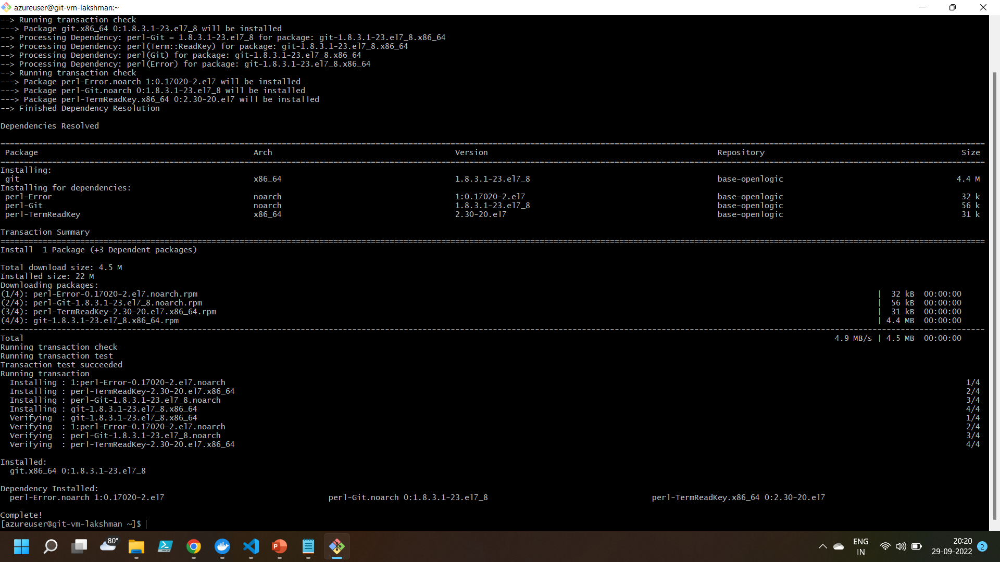 azureuser@git-vm-lakshman:~
--> Running transaction check
---> Package git.x86_64 0:1.8.3.1-23.el7_8 will be installed
--> Processing Dependency: perl-Git = 1.8.3.1-23.el7_8 for package: git-1.8.3.1-23.el7_8.x86_64
--> Processing Dependency: perl(Term::ReadKey) for package: git-1.8.3.1-23.el7_8.x86_64
--> Processing Dependency: perl(Git) for package: git-1.8.3.1-23.el7_8.x86_64
--> Processing Dependency: perl(Error) for package: git-1.8.3.1-23.el7_8.x86_64
--> Running transaction check
---> Package perl-Error.noarch 1:0.17020-2.el7 will be installed
---> Package perl-Git.noarch 0:1.8.3.1-23.el7_8 will be installed
---> Package perl-TermReadKey.x86_64 0:2.30-20.el7 will be installed
--> Finished Dependency Resolution
Dependencies Resolved
Package Arch Version Repository Size
Installing:
git x86_64 1.8.3.1-23.el7_8 base-openlogic 4.4 M
Installing for dependencies:
perl-Error noarch 1:0.17020-2.el7 base-openlogic 32 k
perl-Git noarch 1.8.3.1-23.el7_8 base-openlogic 56 k
perl-TermReadKey x86_64 2.30-20.el7 base-openlogic 31 k
Transaction Summary
Install 1 Package (+3 Dependent packages)
Total download size: 4.5 M
Installed size: 22 M
Downloading packages:
(1/4): perl-Error-0.17020-2.el7.noarch.rpm | 32 kB 00:00:00
(2/4): perl-Git-1.8.3.1-23.el7_8.noarch.rpm | 56 kB 00:00:00
(3/4): perl-TermReadKey-2.30-20.el7.x86_64.rpm | 31 kB 00:00:00
(4/4): git-1.8.3.1-23.el7_8.x86_64.rpm | 4.4 MB 00:00:00
Total 4.9 MB/s | 4.5 MB 00:00:00
Running transaction check
Running transaction test
Transaction test succeeded
Running transaction
Installing : 1:perl-Error-0.17020-2.el7.noarch 1/4
Installing : perl-TermReadKey-2.30-20.el7.x86_64 2/4
Installing : perl-Git-1.8.3.1-23.el7_8.noarch 3/4
Installing : git-1.8.3.1-23.el7_8.x86_64 4/4
Verifying : git-1.8.3.1-23.el7_8.x86_64 1/4
Verifying : 1:perl-Error-0.17020-2.el7.noarch 2/4
Verifying : perl-Git-1.8.3.1-23.el7_8.noarch 3/4
Verifying : perl-TermReadKey-2.30-20.el7.x86_64 4/4
Installed:
git.x86_64 0:1.8.3.1-23.el7_8
Dependency Installed:
perl-Error.noarch 1:0.17020-2.el7 perl-Git.noarch 0:1.8.3.1-23.el7_8 perl-TermReadKey.x86_64 0:2.30-20.el7
Complete!
[azureuser@git-vm-lakshman ~]$
80°
P
ENG
IN
20:20
29-09-2022
2